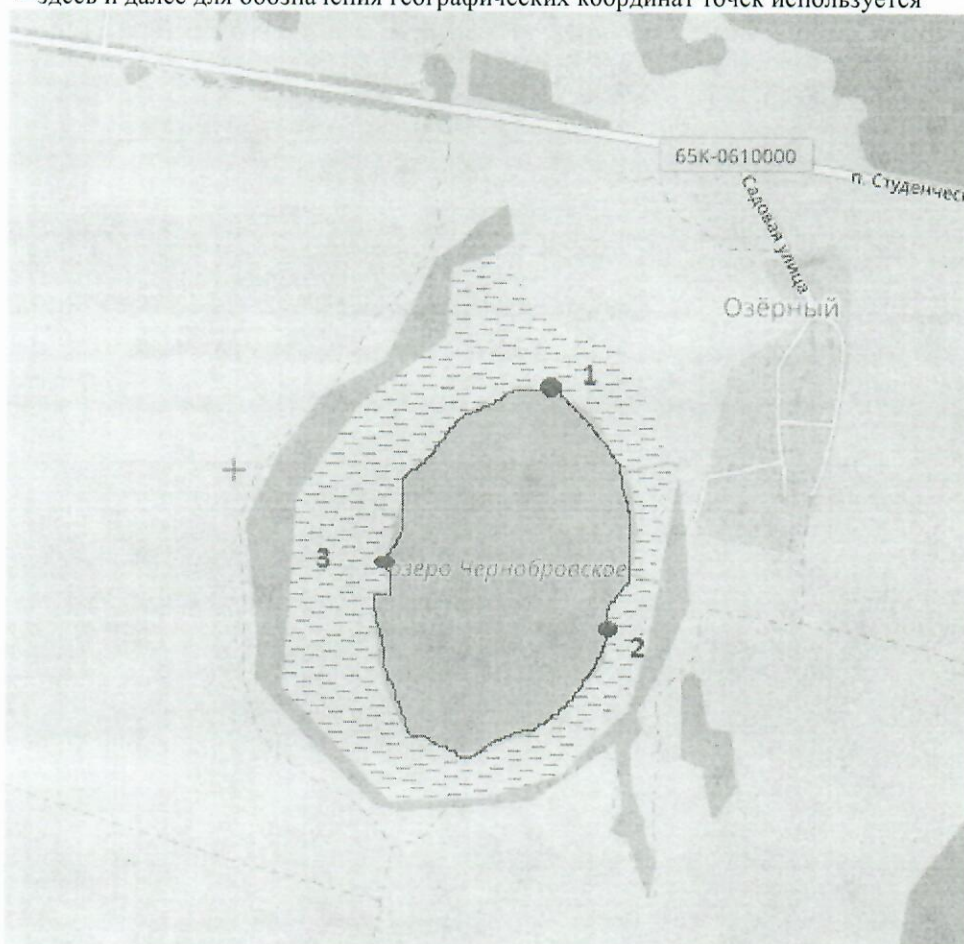 здесь и далее для обозначения географических координат точек используется
65К-0610000
п. Студенчес
Садовая улица
Озёрный
1
3
озеро Чернобровское
2